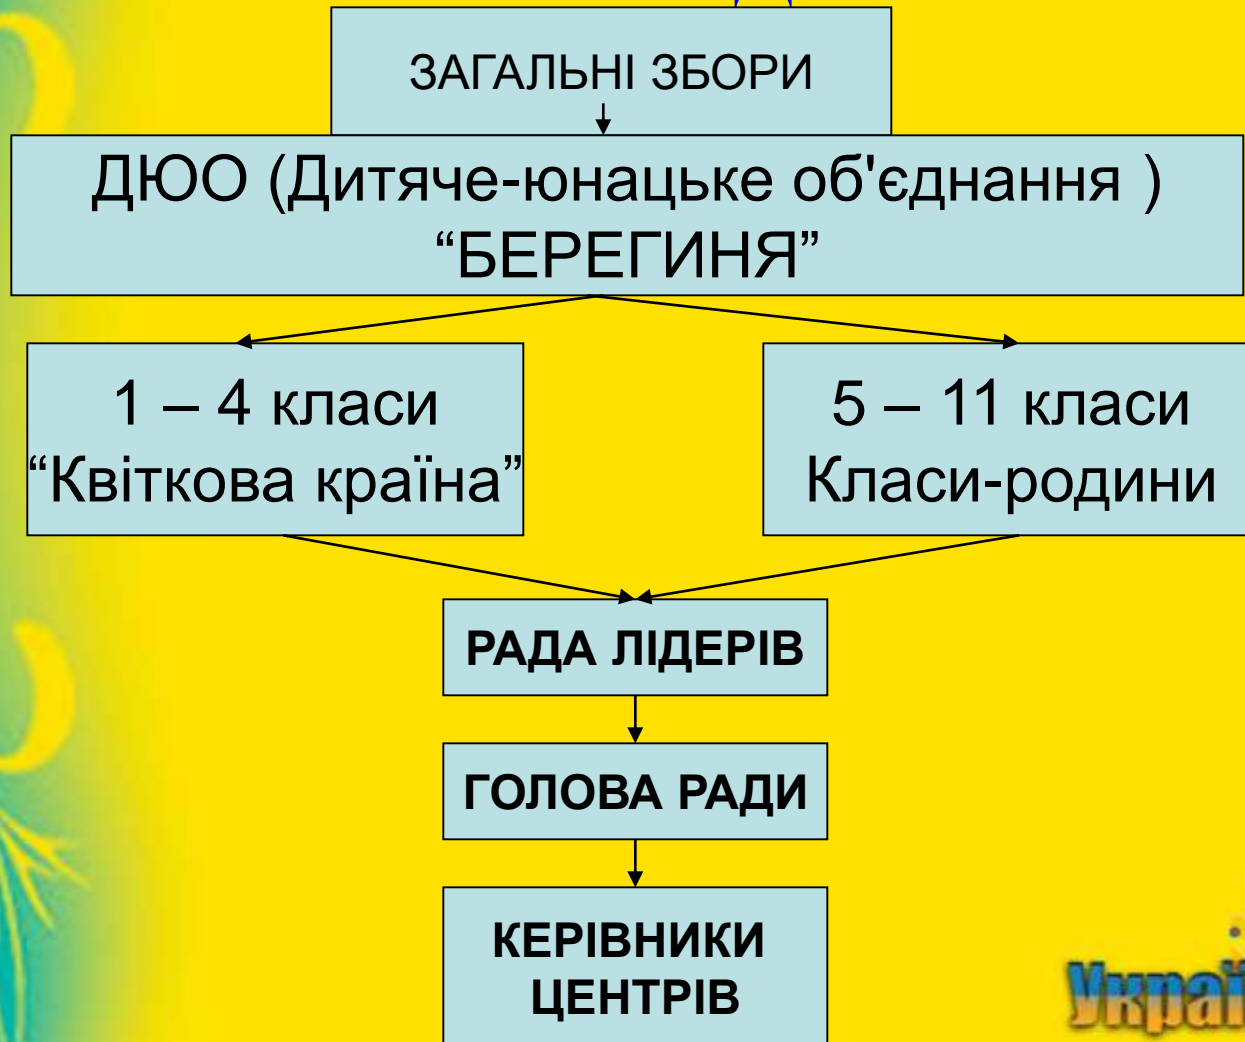 ЗАГАЛЬНІ ЗБОРИ
ДЮО (Дитяче-юнацьке об'єднання )
“БЕРЕГИНЯ”
1 – 4 класи
“Квіткова країна”
5 – 11 класи
Класи-родини
РАДА ЛІДЕРІВ
ГОЛОВА РАДИ
КЕРІВНИКИ
ЦЕНТРІВ